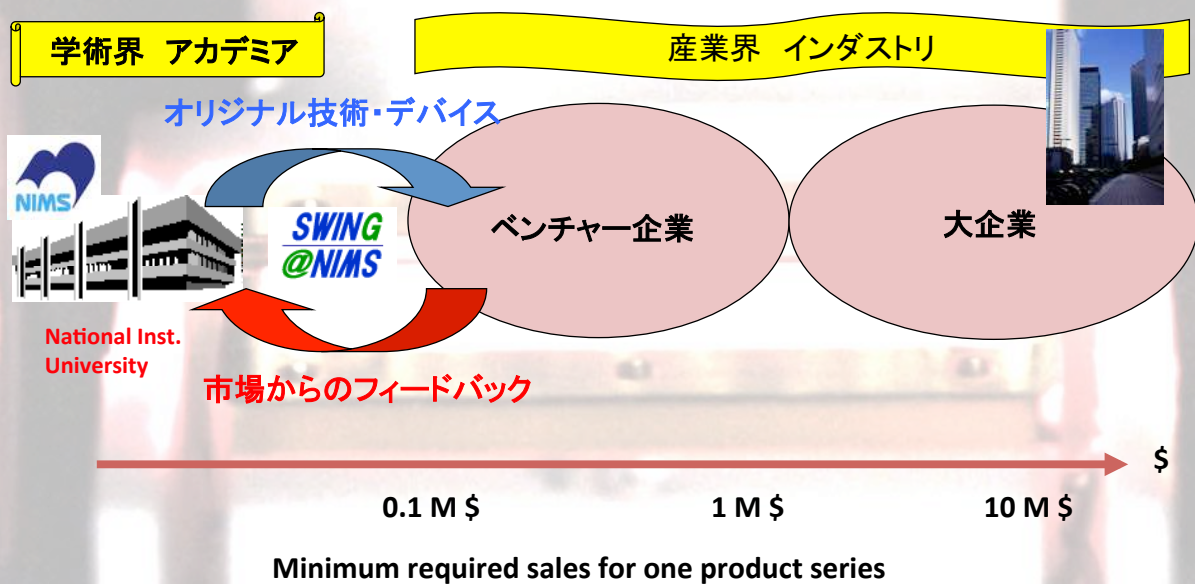 学術界 アカデミア
産業界 インダストリ
オリジナル技術・デバイス
NIMS
SWING
@NIMS
ベンチャー企業
大企業
National Inst.
University
市場からのフィードバック
$
0.1 M $
1 M $
10 M $
Minimum required sales for one product series